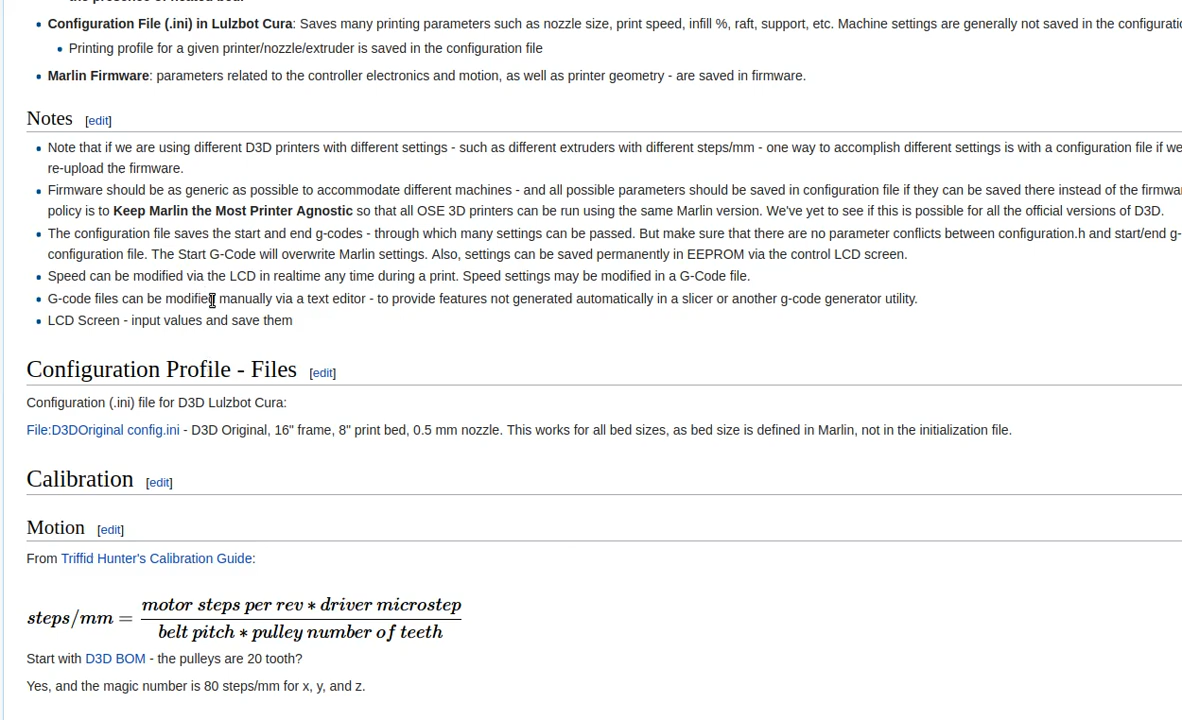 the presence of heated bed.
Configuration File (.ini) in Lulzbot Cura: Saves many printing parameters such as nozzle size, print speed, infill %, raft, support, etc. Machine settings are generally not saved in the
Printing profile for a given printer/nozzle/extruder is saved in the configuration file
Marlin Firmware: parameters related to the controller electronics and motion, as well as printer geometry - are saved in firmware.
Notes [edit]
Note that if we are using different D3D printers with different settings - such as different extruders with different steps/mm - one way to accomplish different settings is with a configuration file if we
re-upload the firmware.
Firmware should be as generic as possible to accommodate different machines - and all possible parameters should be saved in configuration file if they can be saved there instead of the
policy is to Keep Marlin the Most Printer Agnostic so that all OSE 3D printers can be run using the same Marlin version. We've yet to see if this is possible for all the official versions of D3D.
The configuration file saves the start and end g-codes - through which many settings can be passed. But make sure that there are no parameter conflicts between configuration.h and start/end g-
configuration file. The Start G-Code will overwrite Marlin settings. Also, settings can be saved permanently in EEPROM via the control LCD screen.
Speed can be modified via the LCD in realtime any time during a print. Speed settings may be modified in a G-Code file.
G-code files can be modified manually via a text editor - to provide features not generated automatically in a slicer or another g-code generator utility.
LCD Screen - input values and save them
Configuration Profile - Files [edit]
Configuration (.ini) file for D3D Lulzbot Cura:
File:D3DOriginal config.ini - D3D Original, 16" frame, 8" print bed, 0.5 mm nozzle. This works for all bed sizes, as bed size is defined in Marlin, not in the initialization file.
Calibration [edit]
Motion [edit]
From Triffid Hunter's Calibration Guide:
motor steps per rev * driver microstep
steps/mm =
belt pitch * pulley number of teeth
Start with D3D BOM - the pulleys are 20 tooth?
Yes, and the magic number is 80 steps/mm for x, y, and z.